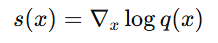 s(x) = ∇ₓ log q(x)